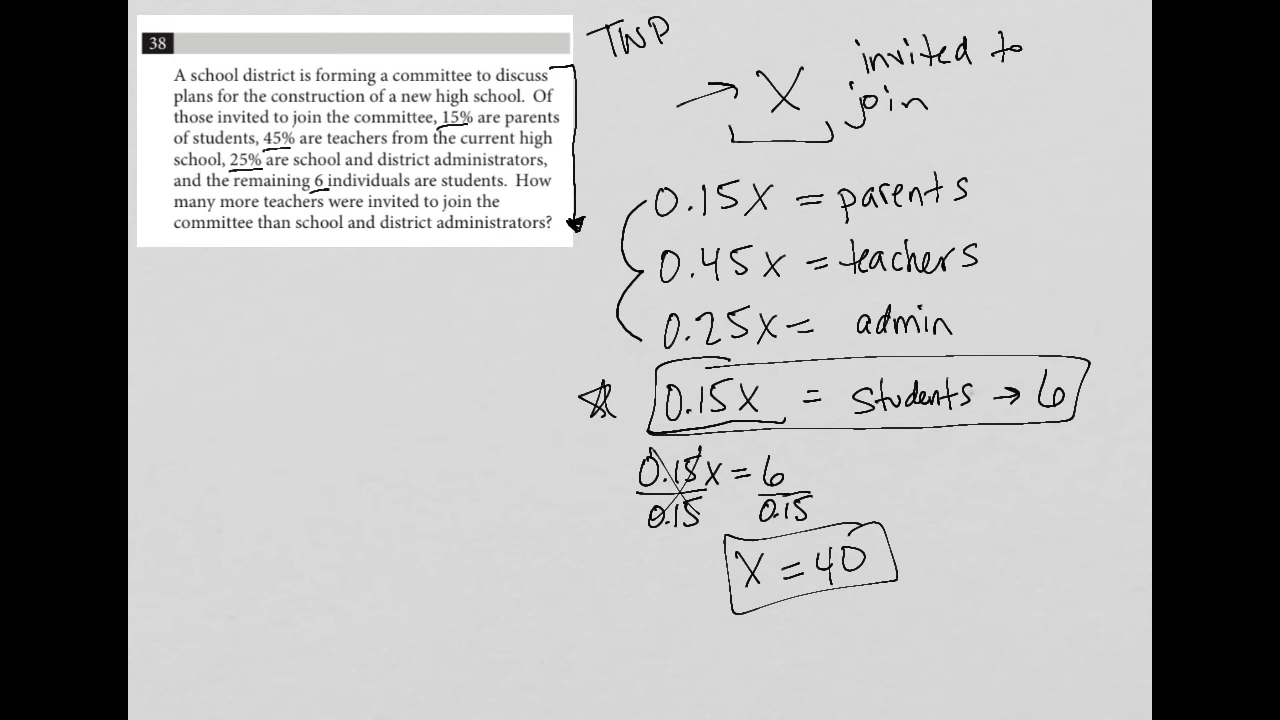 38
A school district is forming a committee to discuss
plans for the construction of a new high school. Of
those invited to join the committee, 15% are parents
of students, 45% are teachers from the current high
school, 25% are school and district administrators,
and the remaining 6 individuals are students. How
many more teachers were invited to join the
committee than school and district administrators?
TWP
→ X invited to
join
0.15X = parents
0.45X = teachers
0.25X = admin
0.15X = students → 6
0.15X = 6
0.15 0.15
X = 40